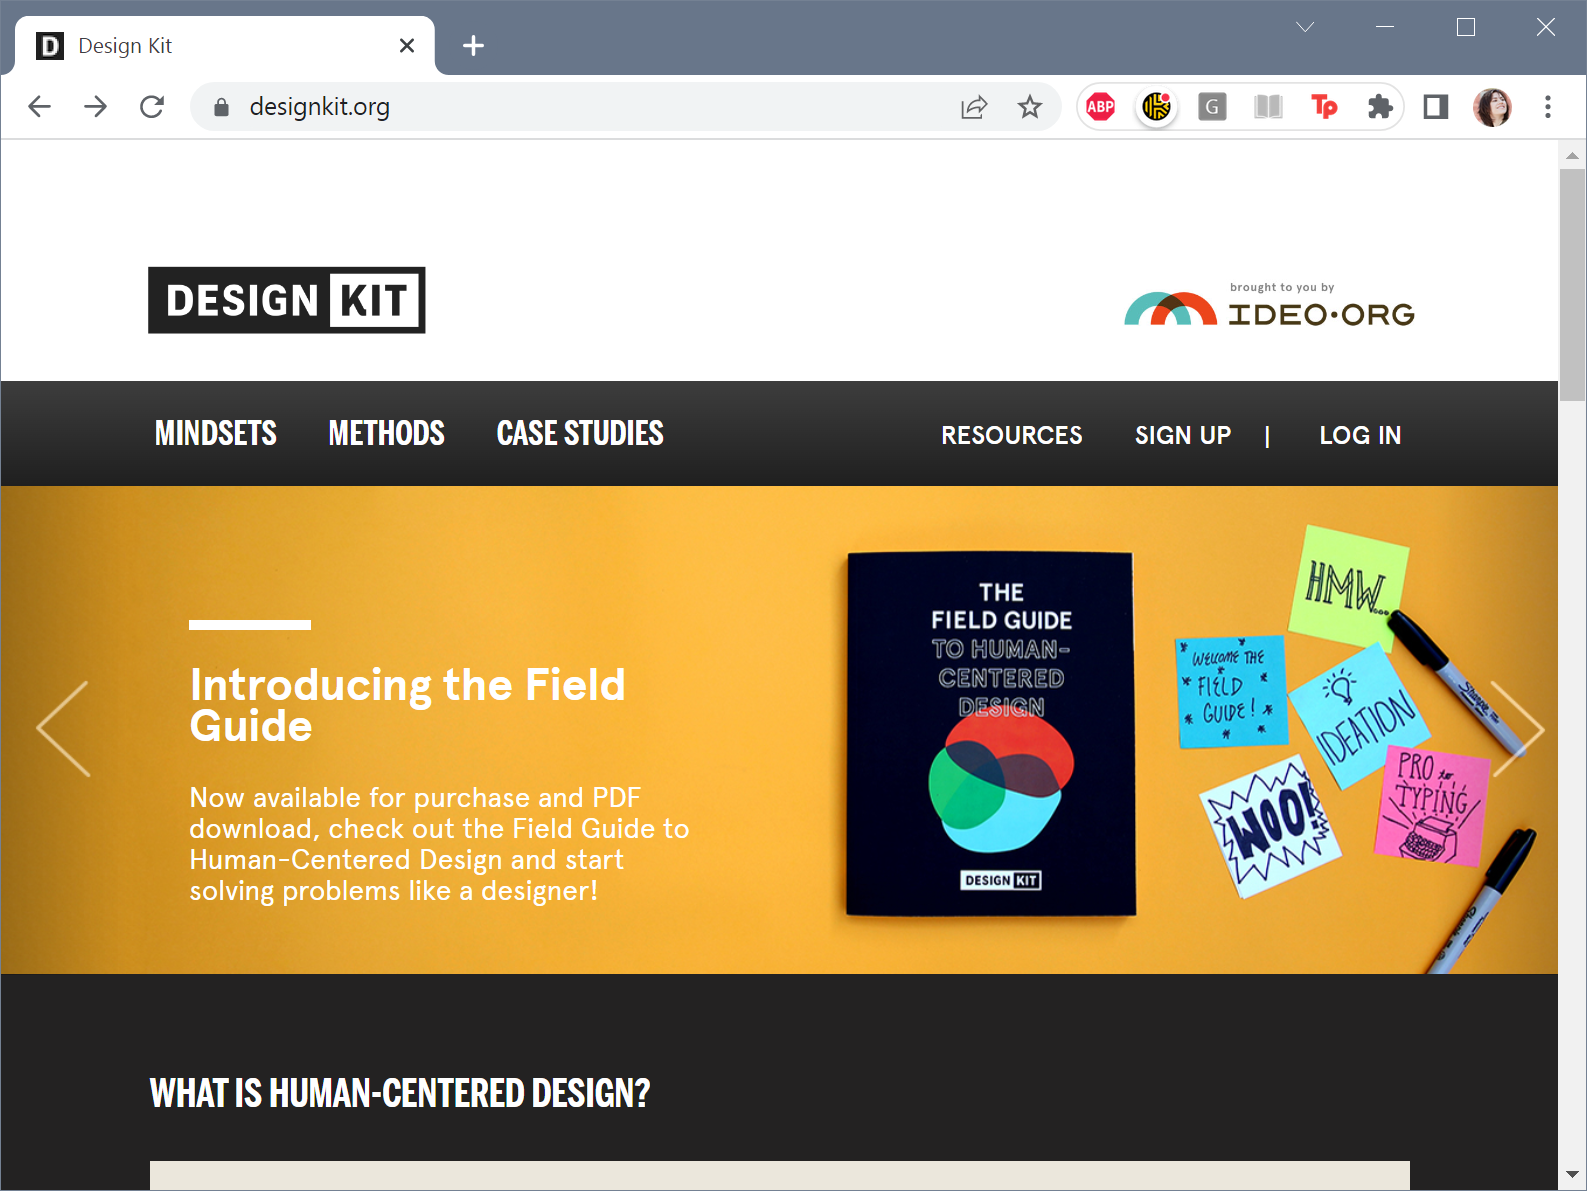 D Design Kit
designkit.org
ABP G Tp
DESIGN KIT
brought to you by
IDEO.ORG
MINDSETS METHODS CASE STUDIES RESOURCES SIGN UP | LOG IN
Introducing the Field
Guide
Now available for purchase and PDF
download, check out the Field Guide to
Human-Centered Design and start
solving problems like a designer!
THE
FIELD GUIDE
TO HUMAN-
CENTERED
DESIGN
DESIGN KIT
HMW...
WELCOME THE
FIELD
GUIDE!
IDEATION
WOO!
PROTO
TYPING
Sharpie
WHAT IS HUMAN-CENTERED DESIGN?